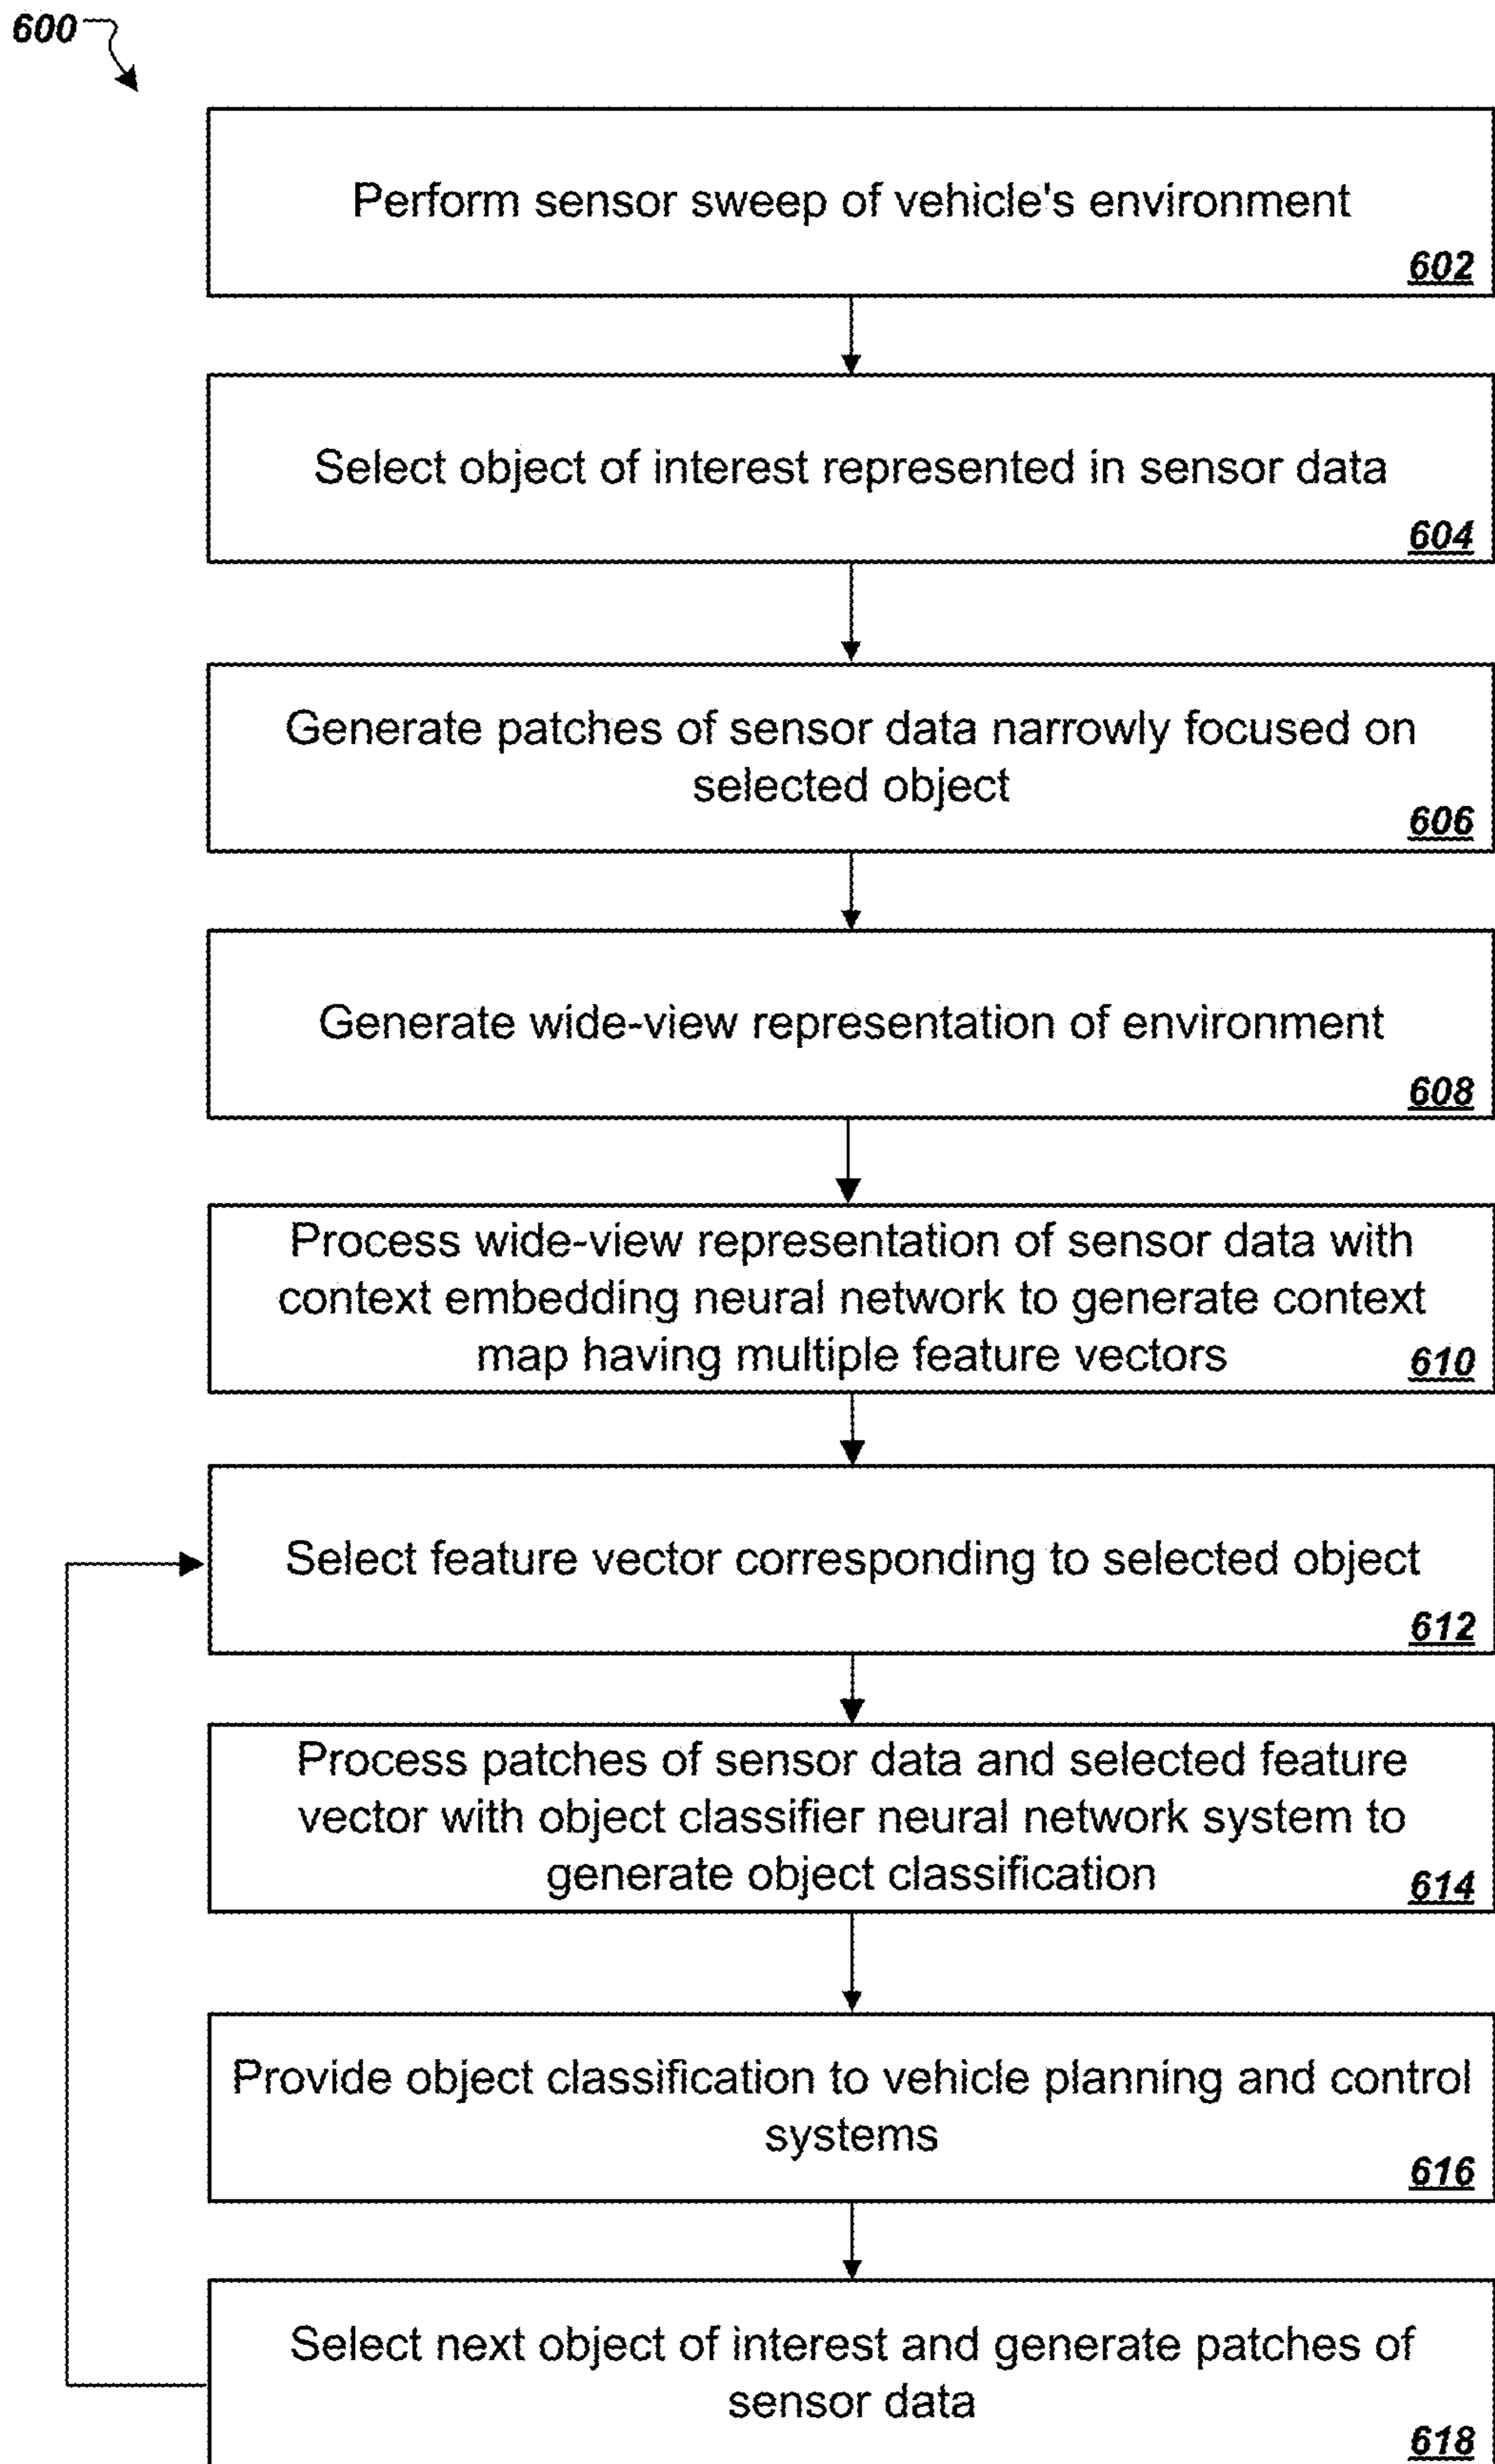 600
Perform sensor sweep of vehicle's environment
602
Select object of interest represented in sensor data
604
Generate patches of sensor data narrowly focused on
selected object
606
Generate wide-view representation of environment
608
Process wide-view representation of sensor data with
context embedding neural network to generate context
map having multiple feature vectors
610
Select feature vector corresponding to selected object
612
Process patches of sensor data and selected feature
vector with object classifier neural network system to
generate object classification
614
Provide object classification to vehicle planning and control
systems
616
Select next object of interest and generate patches of
sensor data
618